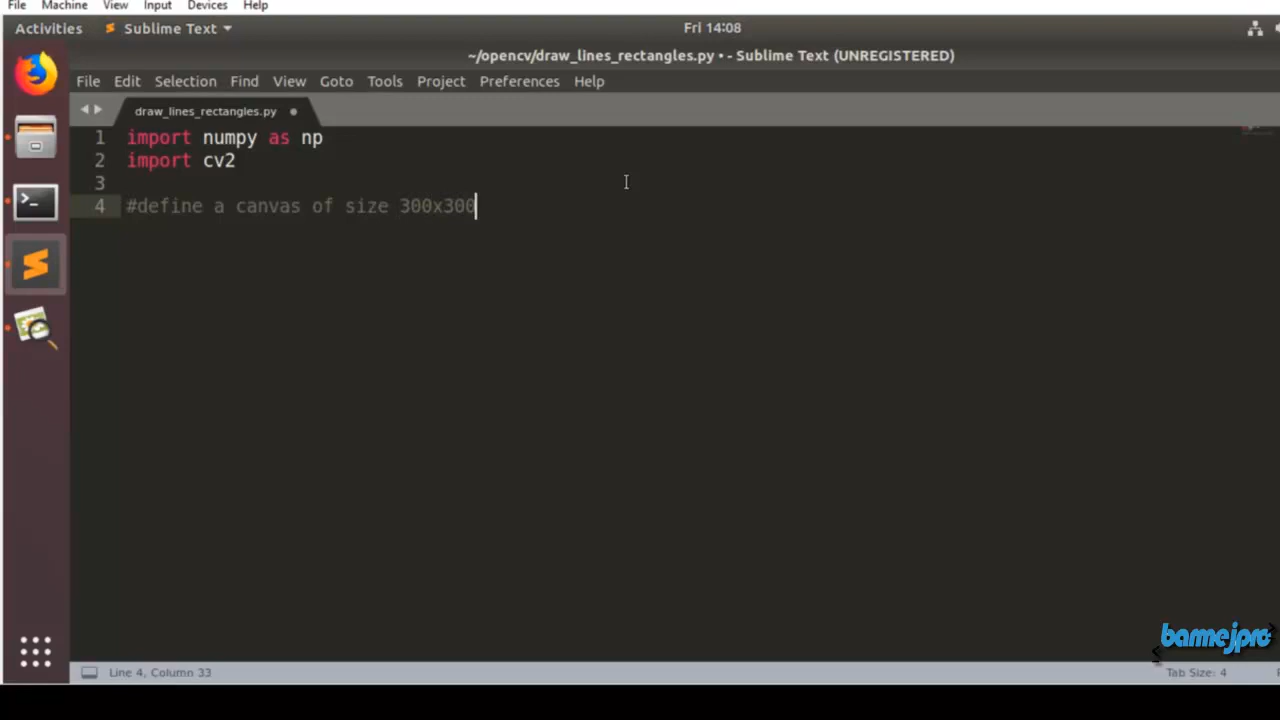 File Machine View Input Devices Help
Activities Sublime Text Fri 14:08
~/opencv/draw_lines_rectangles.py • - Sublime Text (UNREGISTERED)
File Edit Selection Find View Goto Tools Project Preferences Help
draw_lines_rectangles.py
1 import numpy as np
2 import cv2
3
4 #define a canvas of size 300x300
barmejpro
Line 4, Column 33 Tab Size: 4